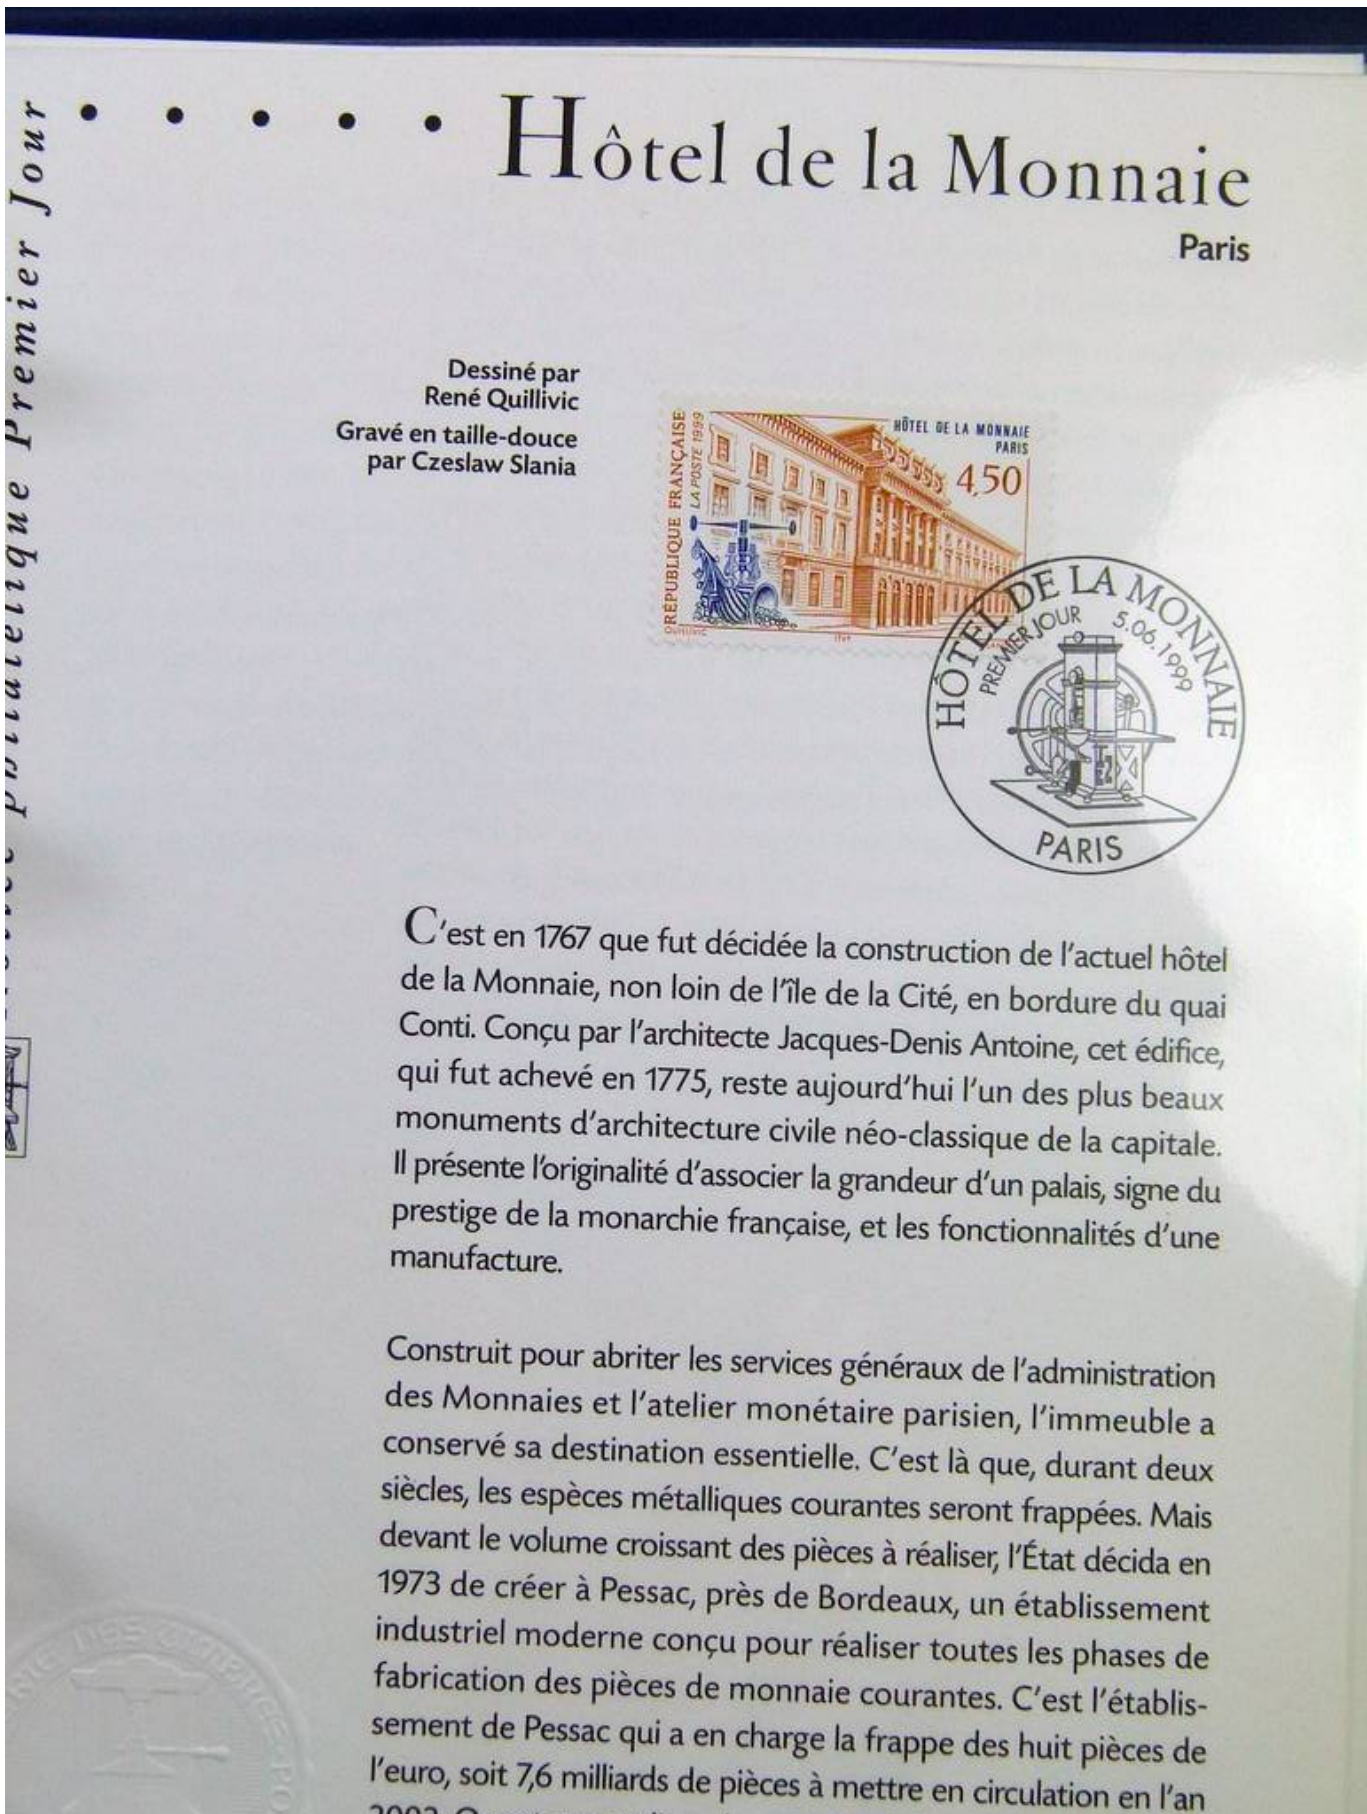 Hôtel de la Monnaie
Paris
Premier Jour
Dessiné par
René Quillivic
Gravé en taille-douce
par Czeslaw Slania
RÉPUBLIQUE FRANÇAISE
LA POSTE 1999
HÔTEL DE LA MONNAIE
PARIS
4,50
QUILLIVIC
HÔTEL DE LA MONNAIE
PREMIER JOUR 5.06.1999
PARIS
C'est en 1767 que fut décidée la construction de l'actuel hôtel
de la Monnaie, non loin de l'île de la Cité, en bordure du quai
Conti. Conçu par l'architecte Jacques-Denis Antoine, cet édifice,
qui fut achevé en 1775, reste aujourd'hui l'un des plus beaux
monuments d'architecture civile néo-classique de la capitale.
Il présente l'originalité d'associer la grandeur d'un palais, signe du
prestige de la monarchie française, et les fonctionnalités d'une
manufacture.
Construit pour abriter les services généraux de l'administration
des Monnaies et l'atelier monétaire parisien, l'immeuble a
conservé sa destination essentielle. C'est là que, durant deux
siècles, les espèces métalliques courantes seront frappées. Mais
devant le volume croissant des pièces à réaliser, l'État décida en
1973 de créer à Pessac, près de Bordeaux, un établissement
industriel moderne conçu pour réaliser toutes les phases de
fabrication des pièces de monnaie courantes. C'est l'établis-
sement de Pessac qui a en charge la frappe des huit pièces de
l'euro, soit 7,6 milliards de pièces à mettre en circulation en l'an